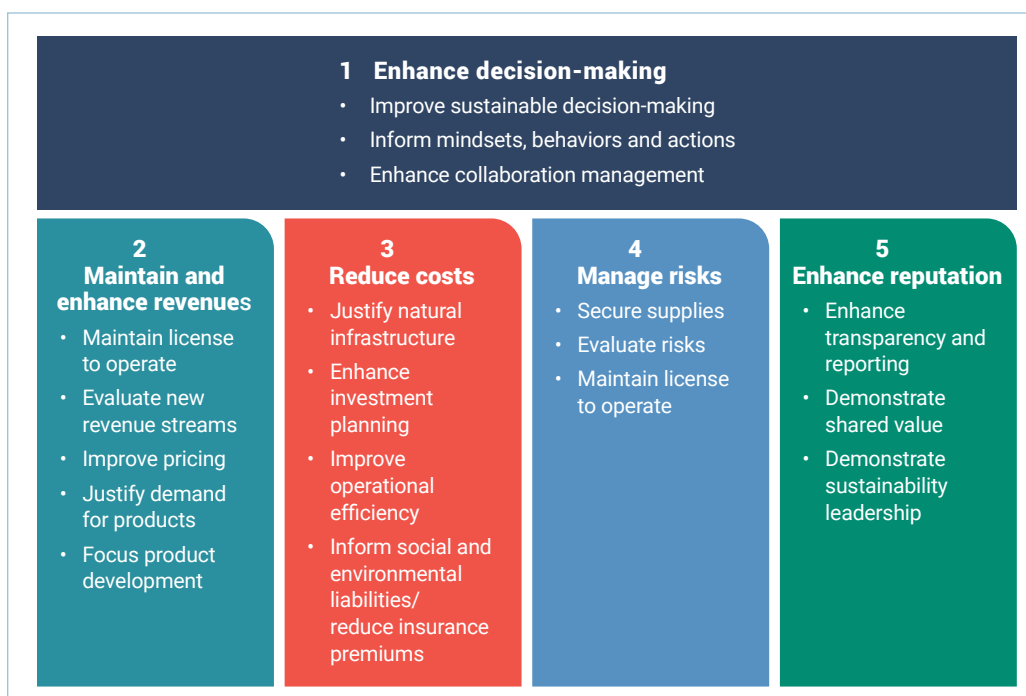 1 Enhance decision-making
• Improve sustainable decision-making
• Inform mindsets, behaviors and actions
• Enhance collaboration management
2
Maintain and
enhance revenues
• Maintain license
to operate
• Evaluate new
revenue streams
• Improve pricing
• Justify demand
for products
• Focus product
development
3
Reduce costs
• Justify natural
infrastructure
• Enhance
investment
planning
• Improve
operational
efficiency
• Inform social and
environmental
liabilities/
reduce insurance
premiums
4
Manage risks
• Secure supplies
• Evaluate risks
• Maintain license
to operate
5
Enhance reputation
• Enhance
transparency and
reporting
• Demonstrate
shared value
• Demonstrate
sustainability
leadership